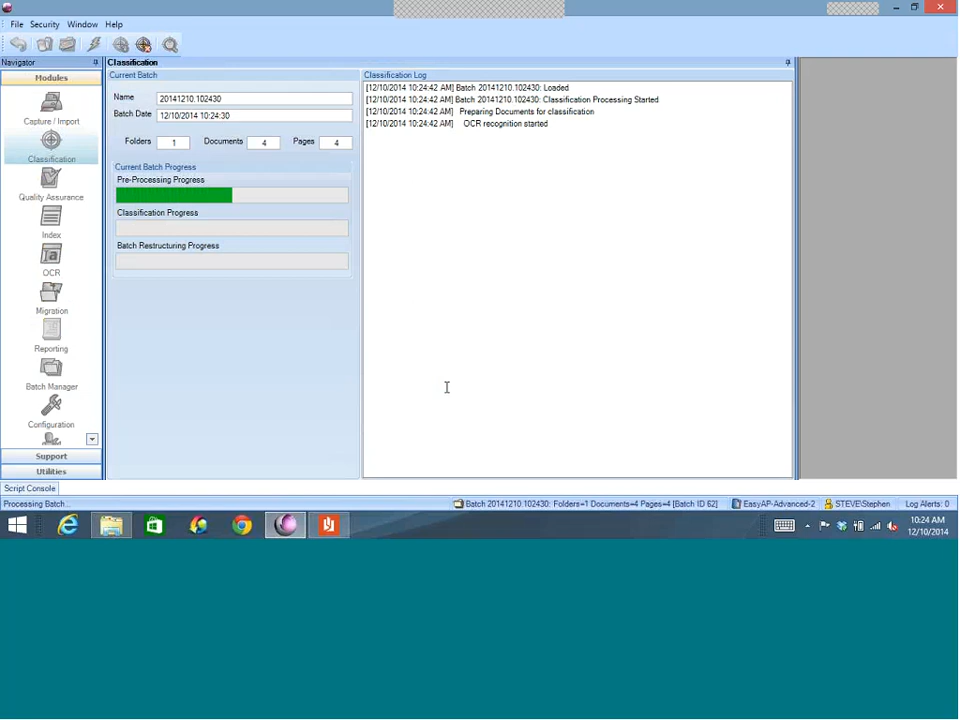 File Security Window Help
Navigator
Modules
Capture / Import
Classification
Quality Assurance
Index
OCR
Migration
Reporting
Batch Manager
Configuration
Support
Utilities
Classification
Current Batch
Name 20141210.102430
Batch Date 12/10/2014 10:24:30
Folders 1 Documents 4 Pages 4
Current Batch Progress
Pre-Processing Progress
Classification Progress
Batch Restructuring Progress
Classification Log
[12/10/2014 10:24:42 AM] Batch 20141210.102430: Loaded
[12/10/2014 10:24:42 AM] Batch 20141210.102430: Classification Processing Started
[12/10/2014 10:24:42 AM] Preparing Documents for classification
[12/10/2014 10:24:42 AM] OCR recognition started
Script Console
Processing Batch... Batch 20141210.102430: Folders=1 Documents=4 Pages=4 [Batch ID 62] EasyAP-Advanced-2 STEVE\Stephen Log Alerts: 0
10:24 AM
12/10/2014